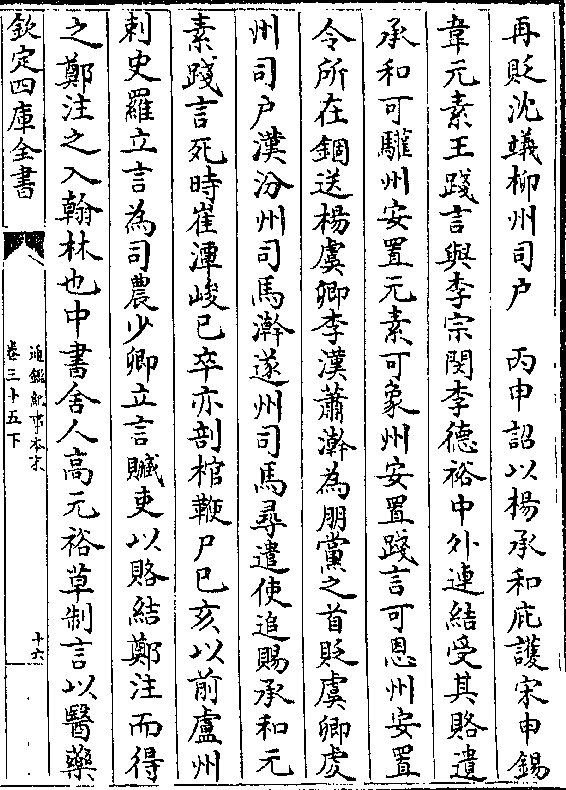 再貶沈𥫃柳州司户　丙申詔以楊承和庇護宋申錫
韋元素王踐言與李宗閔李德裕中外連結受其賂遺
承和可驩州安置元素可象州安置踐言可恩州安置
令所在錮送楊虞卿李漢蕭澣為朋黨之首貶虞卿䖍
州司户漢汾州司馬澣遂州司馬尋遣使追賜承和元
素踐言死時崔潭峻已卒亦剖棺鞭尸已亥以前廬州
刺史羅立言為司農少卿立言贓吏以賂結鄭注而得
之鄭注之入翰林也中書舍人高元裕草制言以醫藥
欽定四庫全書
通鑑紀事本末
卷三十五下
十六